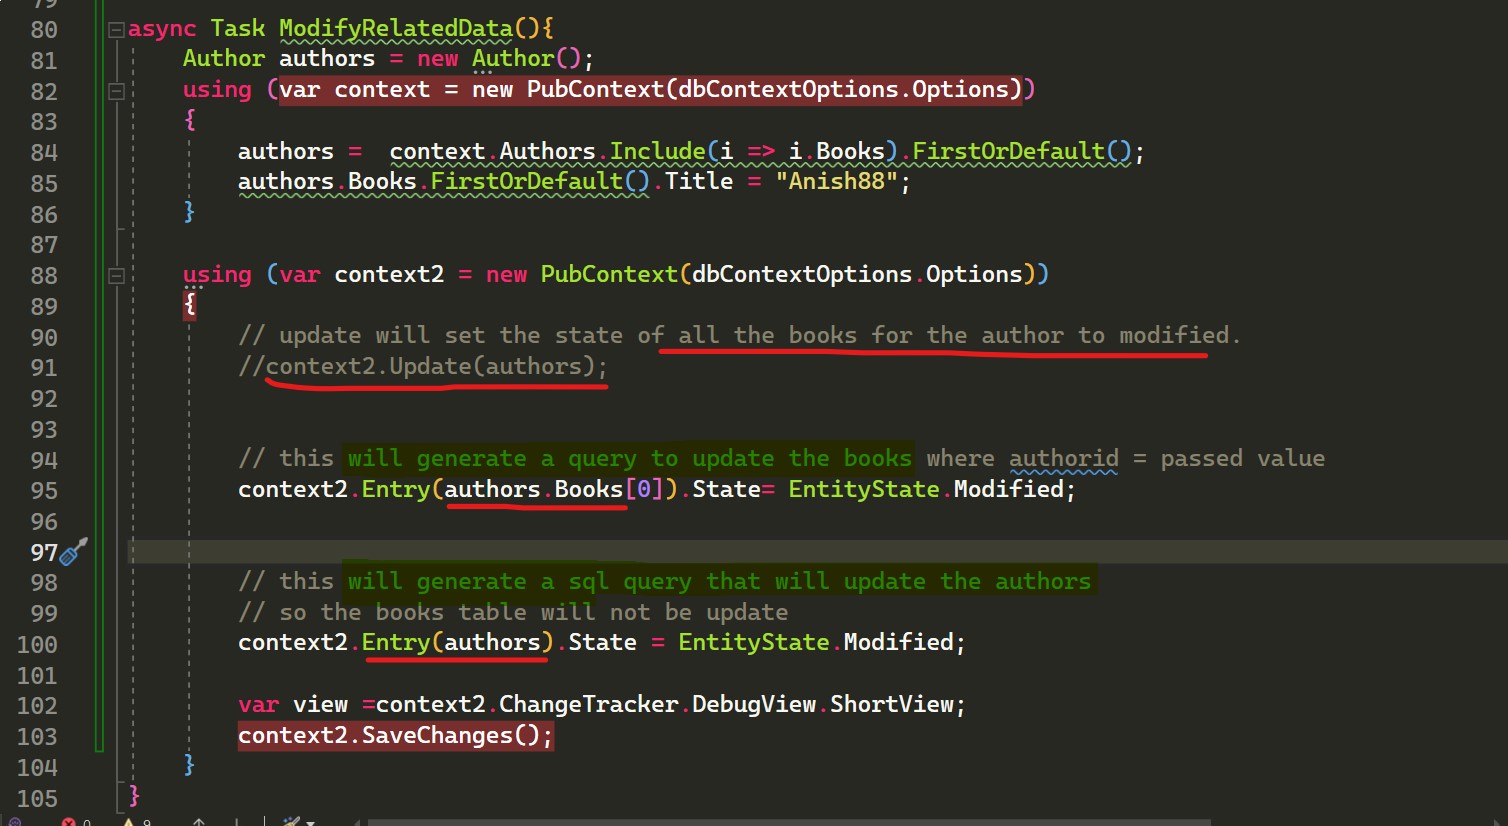 79
80 async Task ModifyRelatedData(){
81 Author authors = new Author();
82 using (var context = new PubContext(dbContextOptions.Options))
83 {
84 authors =  context.Authors.Include(i => i.Books).FirstOrDefault();
85 authors.Books.FirstOrDefault().Title = "Anish88";
86 }
87
88 using (var context2 = new PubContext(dbContextOptions.Options))
89 {
90 // update will set the state of all the books for the author to modified.
91 //context2.Update(authors);
92
93
94 // this will generate a query to update the books where authorid = passed value
95 context2.Entry(authors.Books[0]).State= EntityState.Modified;
96
97
98 // this will generate a sql query that will update the authors
99 // so the books table will not be update
100 context2.Entry(authors).State = EntityState.Modified;
101
102 var view =context2.ChangeTracker.DebugView.ShortView;
103 context2.SaveChanges();
104 }
105 }
0 9